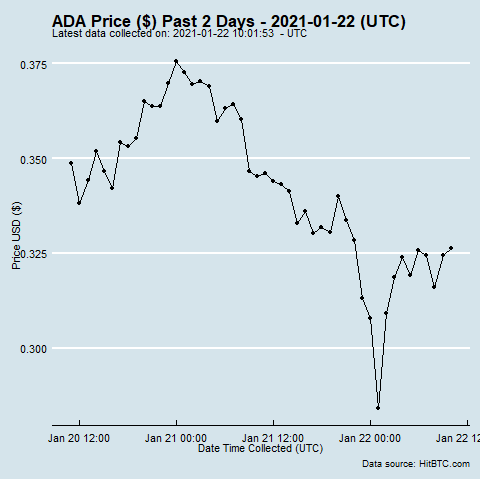 ADA Price ($) Past 2 Days - 2021-01-22 (UTC)
Latest data collected on: 2021-01-22 10:01:53 - UTC
0.375
0.350
0.325
0.300
Price USD ($)
Jan 20 12:00 Jan 21 00:00 Jan 21 12:00 Jan 22 00:00 Jan 22 12
Date Time Collected (UTC)
Data source: HitBTC.com